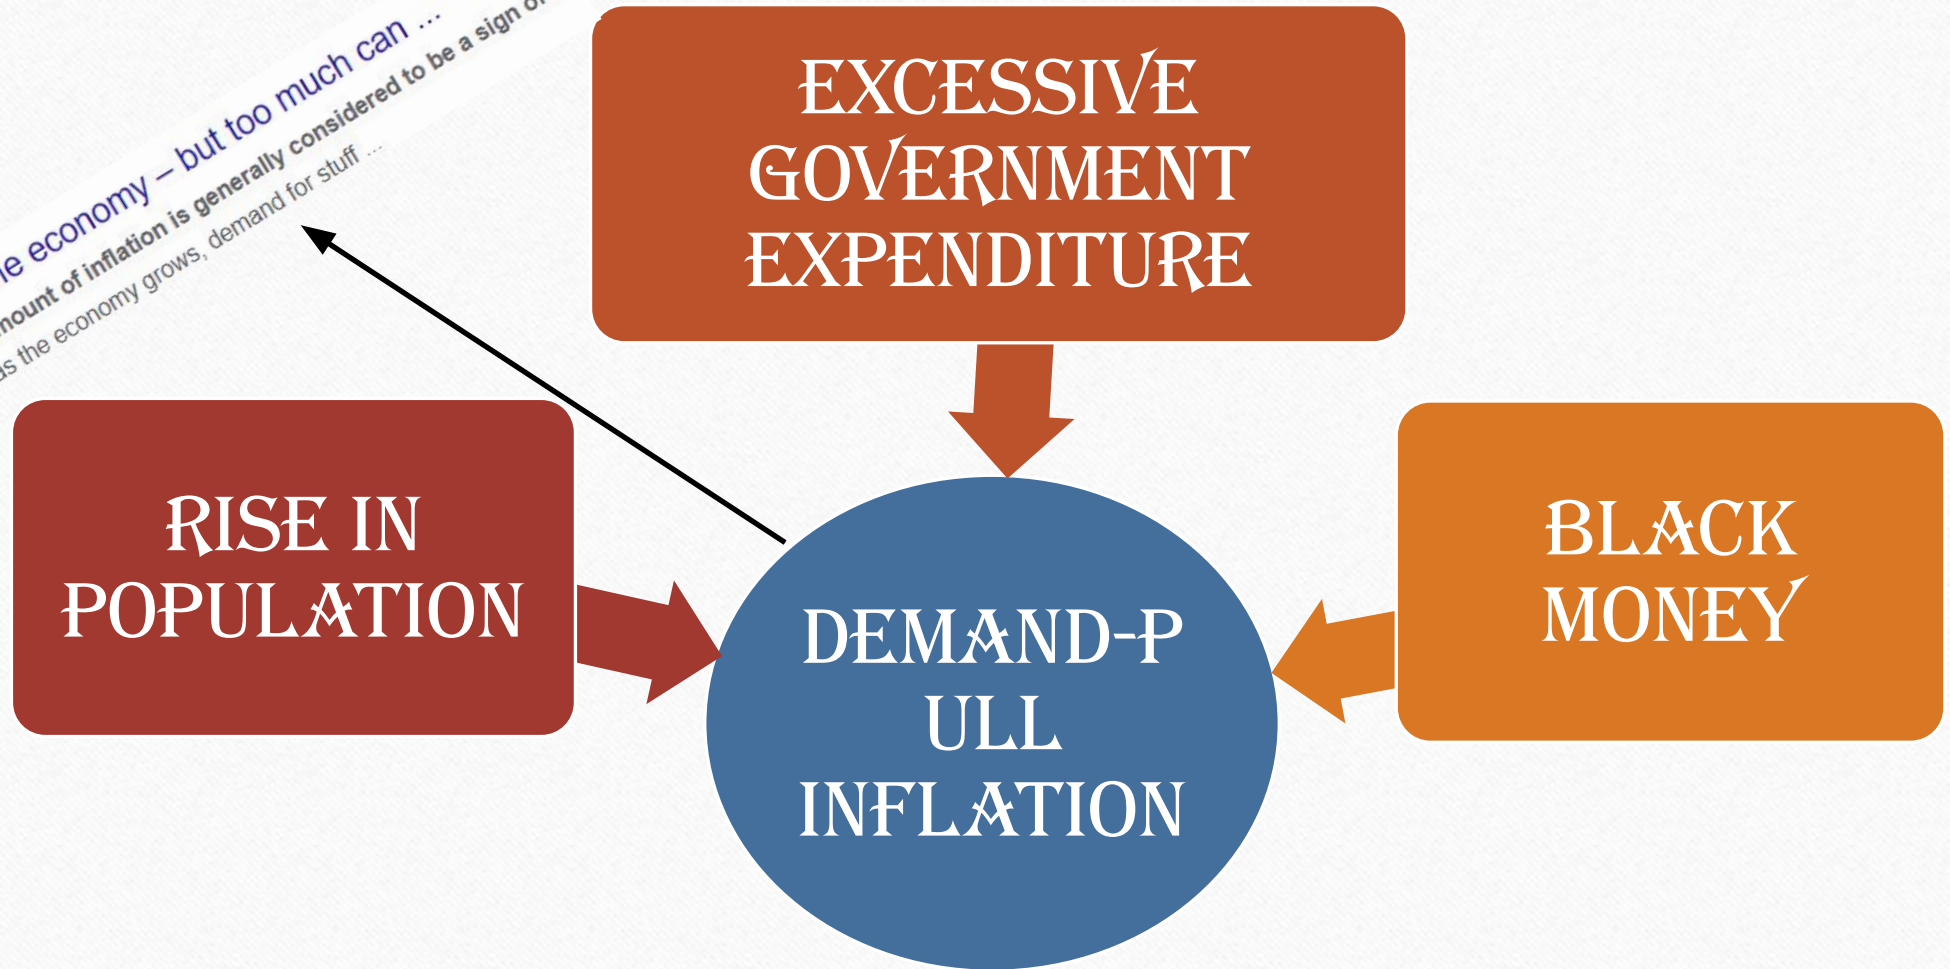 economy – but too much can ...
of inflation is generally considered to be a sign
as the economy grows, demand for stuff ...
EXCESSIVE
GOVERNMENT
EXPENDITURE
RISE IN
POPULATION
BLACK
MONEY
DEMAND-P
ULL
INFLATION